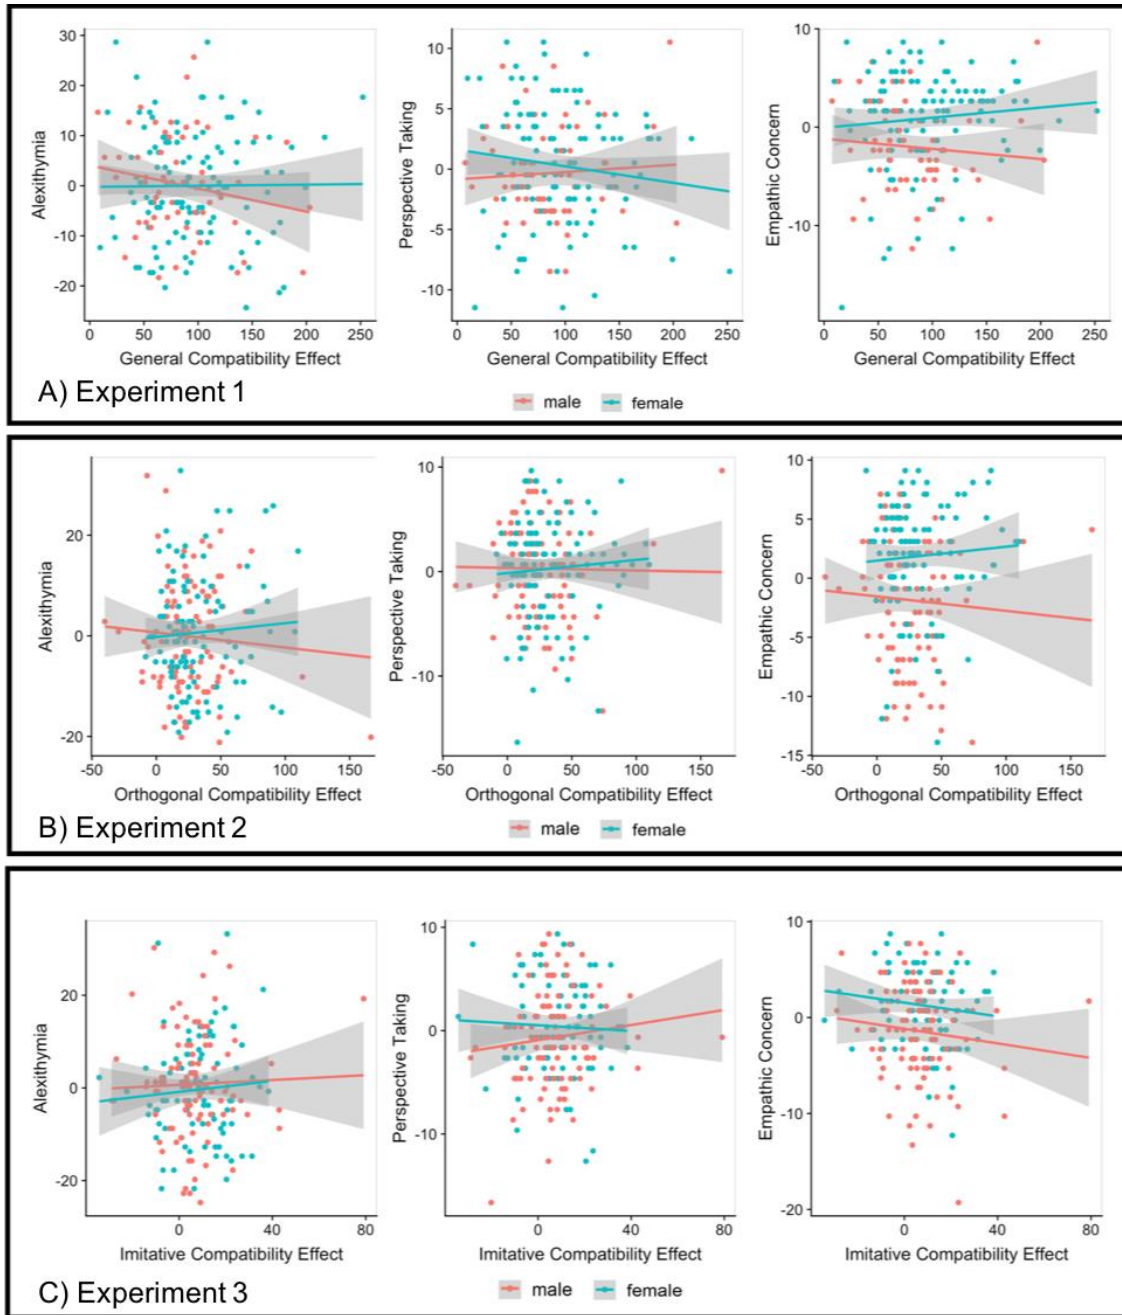 30
20
10
0
-10
-20
0 50 100 150 200 250
Alexithymia
General Compatibility Effect
10
5
0
-5
-10
0 50 100 150 200 250
Perspective Taking
General Compatibility Effect
10
0
-10
0 50 100 150 200 250
Empathic Concern
General Compatibility Effect
A) Experiment 1
male female
20
0
-20
-50 0 50 100 150
Alexithymia
Orthogonal Compatibility Effect
10
0
-10
-50 0 50 100 150
Perspective Taking
Orthogonal Compatibility Effect
10
5
0
-5
-10
-15
-50 0 50 100 150
Empathic Concern
Orthogonal Compatibility Effect
B) Experiment 2
male female
20
0
-20
0 40 80
Alexithymia
Imitative Compatibility Effect
10
0
-10
0 40 80
Perspective Taking
Imitative Compatibility Effect
10
0
-10
-20
0 40 80
Empathic Concern
Imitative Compatibility Effect
C) Experiment 3
male female